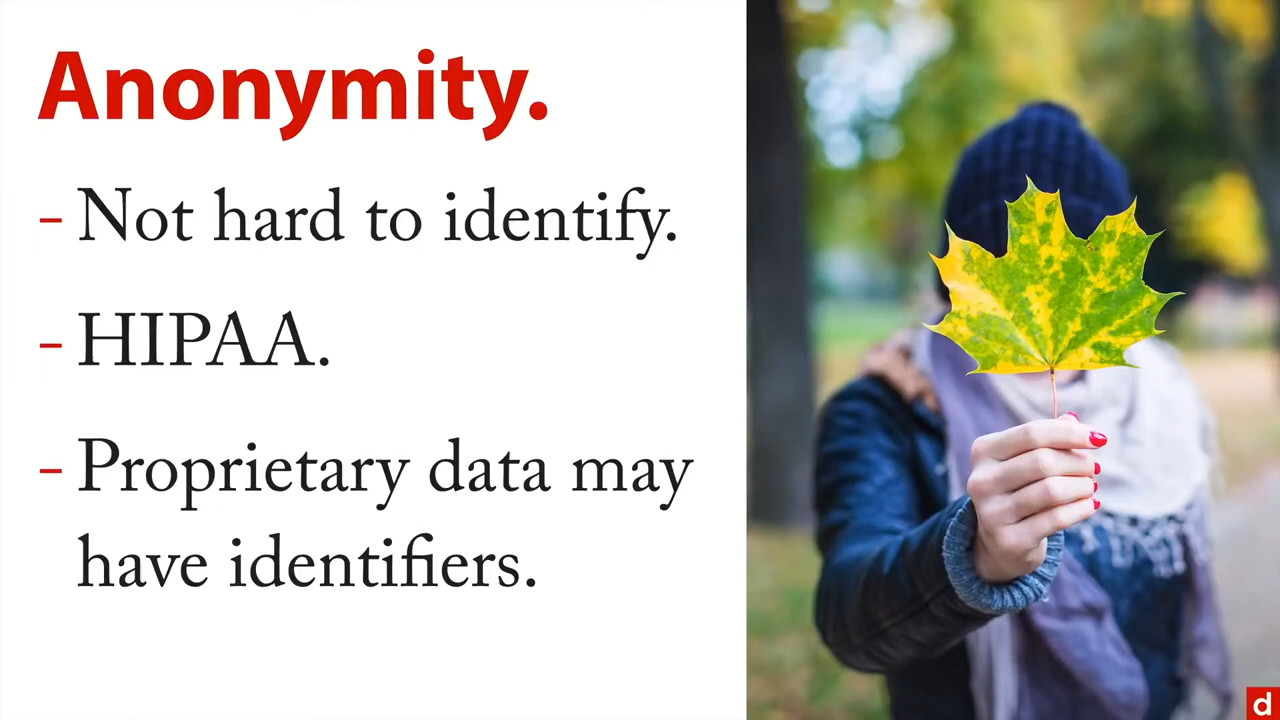 Anonymity.
- Not hard to identify.
- HIPAA.
- Proprietary data may
have identifiers.
d